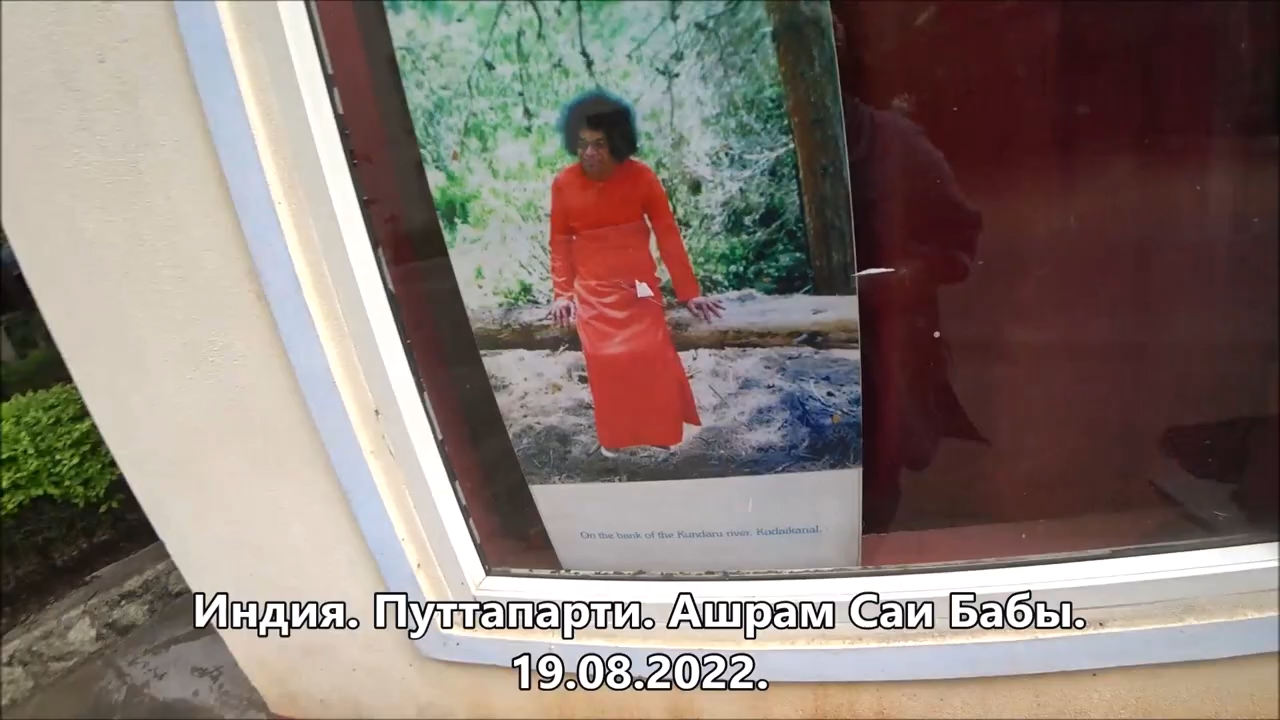 On the bank of the Kundaru river. Kodaikanal.
Индия. Путтапарти. Ашрам Саи Бабы.
19.08.2022.